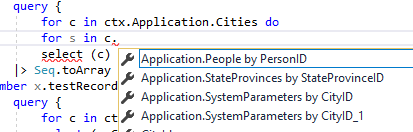 query {
for c in ctx.Application.Cities do
for s in c.
select (c)
|> Seq.toArray
mber x.testRecord
query {
for c in ct
Application.People by PersonID
Application.StateProvinces by StateProvinceID
Application.SystemParameters by CityID
Application.SystemParameters by CityID_1